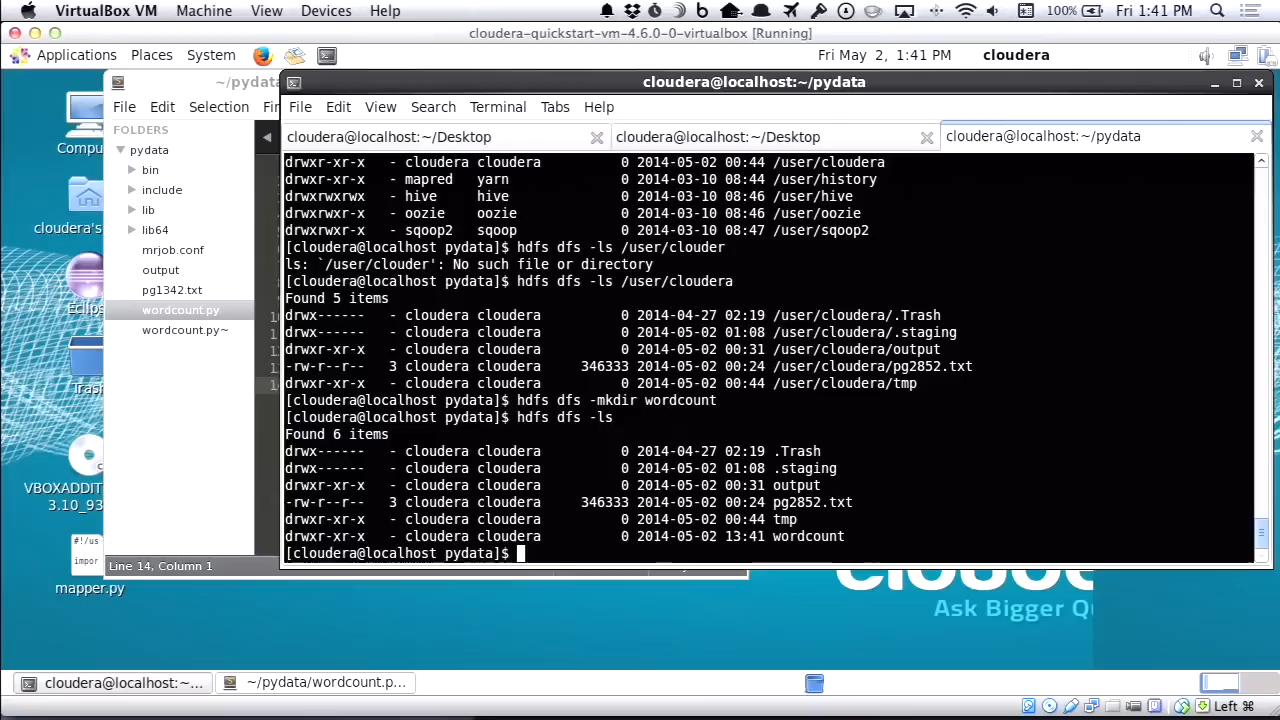 VirtualBox VM Machine View Devices Help 100% Fri 1:41 PM
cloudera-quickstart-vm-4.6.0-0-virtualbox [Running]
Applications Places System Fri May 2, 1:41 PM cloudera
~/pydata
cloudera@localhost:~/pydata
File Edit Selection Fin
File Edit View Search Terminal Tabs Help
FOLDERS
pydata
bin
include
lib
lib64
mrjob.conf
output
pg1342.txt
wordcount.py
wordcount.py~
cloudera@localhost:~/Desktop cloudera@localhost:~/Desktop cloudera@localhost:~/pydata
drwxr-xr-x - cloudera cloudera 0 2014-05-02 00:44 /user/cloudera
drwxr-xr-x - mapred yarn 0 2014-03-10 08:44 /user/history
drwxrwxrwx - hive hive 0 2014-03-10 08:46 /user/hive
drwxrwxr-x - oozie oozie 0 2014-03-10 08:46 /user/oozie
drwxr-xr-x - sqoop2 sqoop 0 2014-03-10 08:47 /user/sqoop2
[cloudera@localhost pydata]$ hdfs dfs -ls /user/clouder
ls: `/user/clouder': No such file or directory
[cloudera@localhost pydata]$ hdfs dfs -ls /user/cloudera
Found 5 items
drwx------ - cloudera cloudera 0 2014-04-27 02:19 /user/cloudera/.Trash
drwxr-xr-x - cloudera cloudera 0 2014-05-02 01:08 /user/cloudera/.staging
drwxr-xr-x - cloudera cloudera 0 2014-05-02 00:31 /user/cloudera/output
-rw-r--r-- 3 cloudera cloudera 346333 2014-05-02 00:24 /user/cloudera/pg2852.txt
drwxr-xr-x - cloudera cloudera 0 2014-05-02 00:44 /user/cloudera/tmp
[cloudera@localhost pydata]$ hdfs dfs -mkdir wordcount
[cloudera@localhost pydata]$ hdfs dfs -ls
Found 6 items
drwx------ - cloudera cloudera 0 2014-04-27 02:19 .Trash
drwx------ - cloudera cloudera 0 2014-05-02 01:08 .staging
drwxr-xr-x - cloudera cloudera 0 2014-05-02 00:31 output
-rw-r--r-- 3 cloudera cloudera 346333 2014-05-02 00:24 pg2852.txt
drwxr-xr-x - cloudera cloudera 0 2014-05-02 00:44 tmp
drwxr-xr-x - cloudera cloudera 0 2014-05-02 13:41 wordcount
[cloudera@localhost pydata]$
Line 14, Column 1
Compu
cloudera's
Eclips
Trash
VBOXADDIT
3.10_93
#!/us
impor
mapper.py
cloude
Ask Bigger Qu
cloudera@localhost:~... ~/pydata/wordcount.p...
Left ⌘